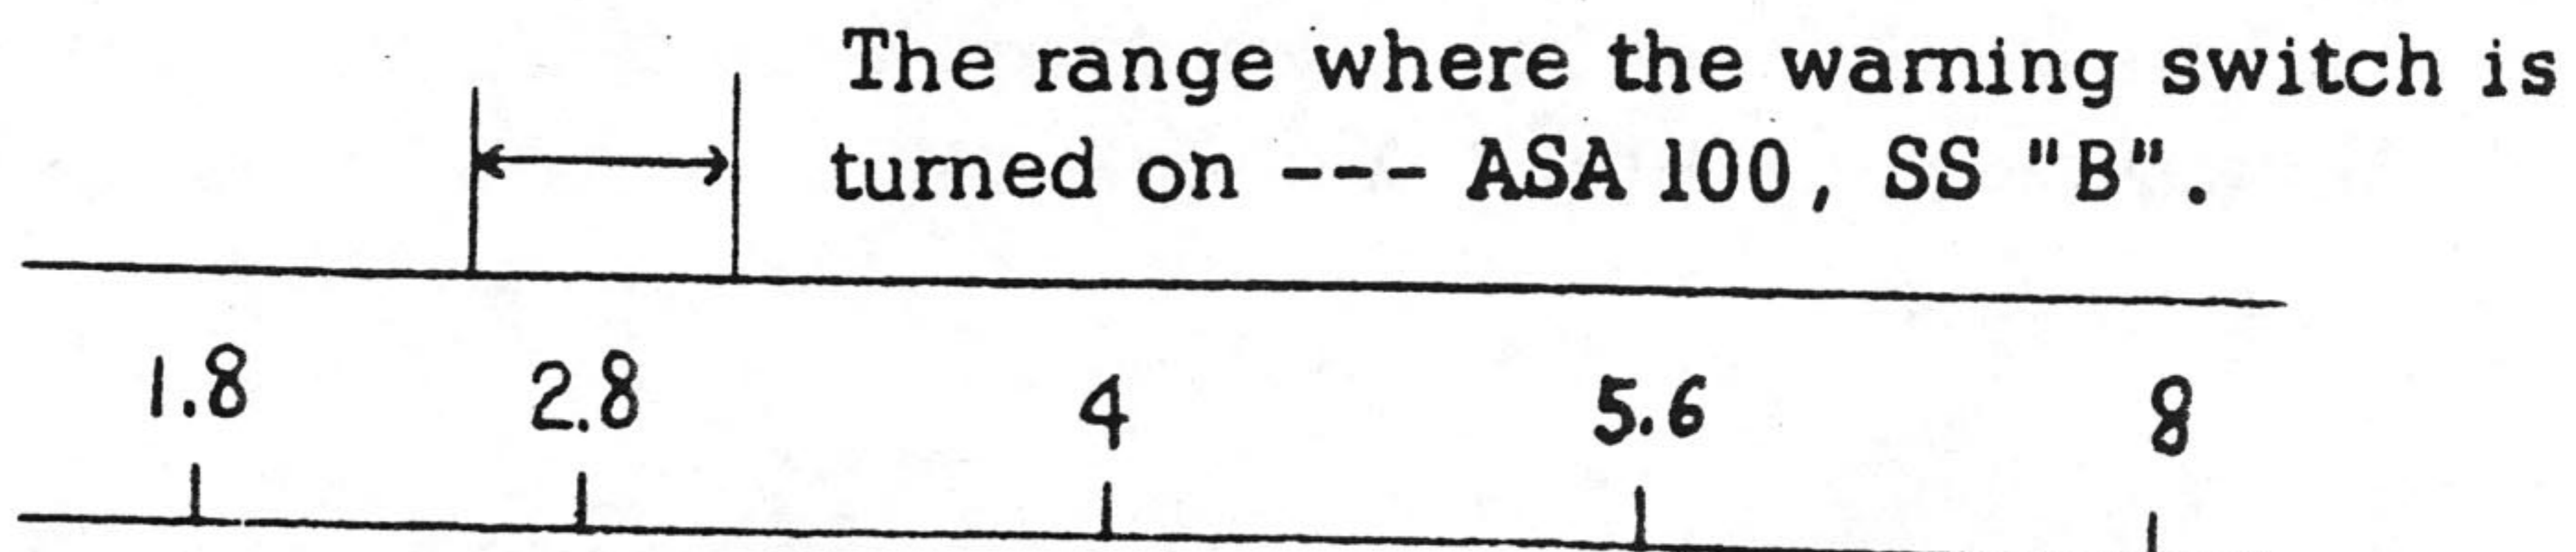 The range where the warning switch is
turned on --- ASA 100, SS "B".
1.8 2.8 4 5.6 8